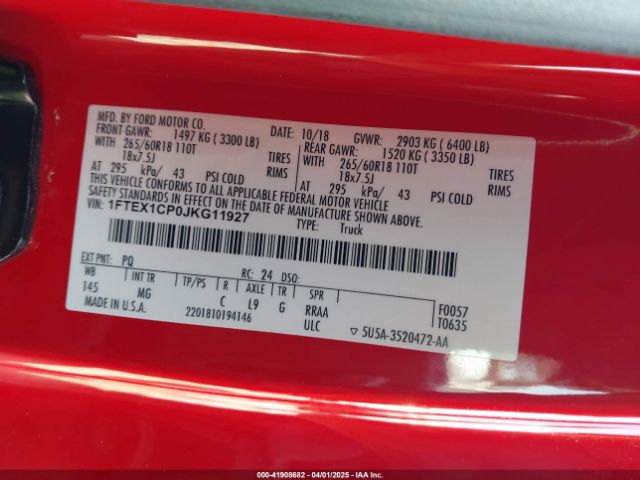 MFD. BY FORD MOTOR CO.
10/18 GVWR: 2903 KG ( 6400 LB)
FRONT GAWR: 1497 KG ( 3300 LB)
REAR GAWR: 1520 KG ( 3350 LB)
WITH 265/60R18 110T TIRES
WITH 265/60R18 110T TIRES
18x7.5J RIMS
18x7.5J RIMS
AT 295 kPa/ 43 PSI COLD
AT 295 kPa/ 43 PSI COLD
THIS VEHICLE CONFORMS TO ALL APPLICABLE FEDERAL MOTOR VEHICLE
SAFETY STANDARDS IN EFFECT ON THE DATE OF MANUFACTURE SHOWN ABOVE.
VIN: 1FTEX1CP0JKG11927
TYPE: Truck
EXT PNT: PQ RC: 24 DSO:
WB INT TR TP/PS R AXLE TR SPR
145 MG C L9 G RRAA
ULC
F0057
T0635
MADE IN U.S.A. 2201810194146
▽ 5U5A-3520472-AA
000-41908682 - 04/01/2025 - IAA, Inc.